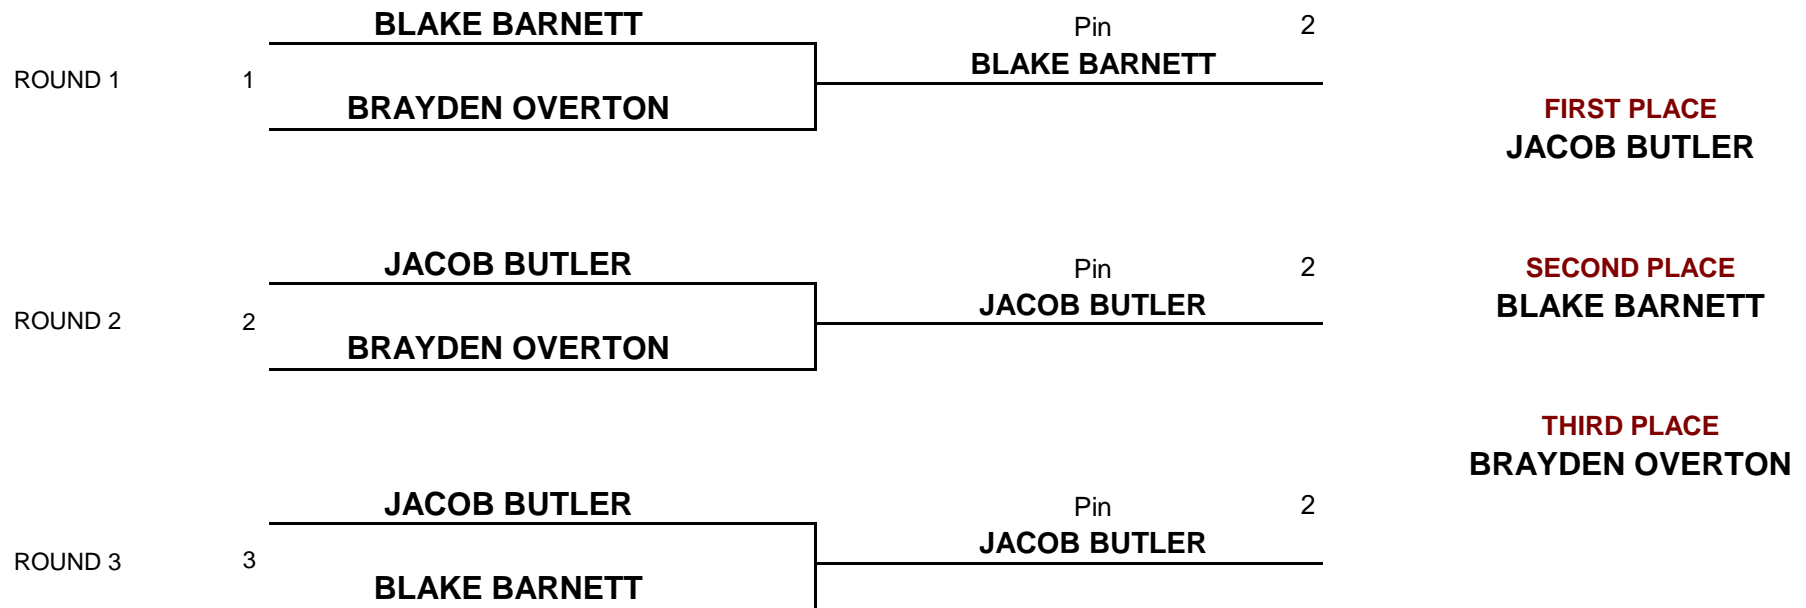 BLAKE BARNETT
Pin 2
BLAKE BARNETT
ROUND 1 1
BRAYDEN OVERTON
FIRST PLACE
JACOB BUTLER
JACOB BUTLER
Pin 2
JACOB BUTLER
ROUND 2 2
BRAYDEN OVERTON
SECOND PLACE
BLAKE BARNETT
THIRD PLACE
BRAYDEN OVERTON
JACOB BUTLER
Pin 2
JACOB BUTLER
ROUND 3 3
BLAKE BARNETT